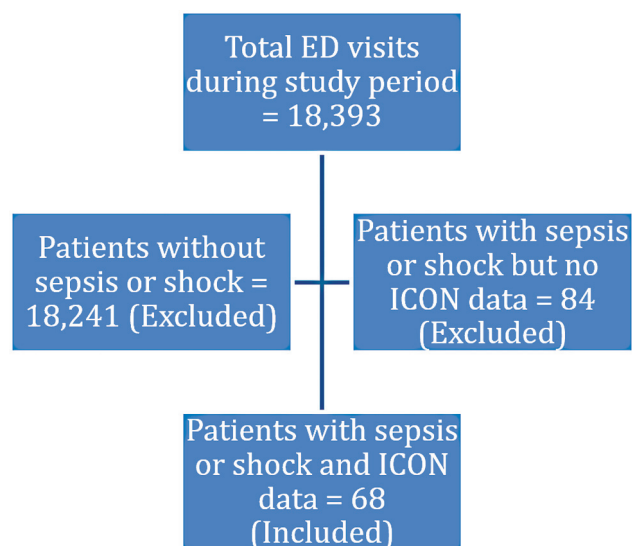 Total ED visits
during study period
= 18,393
Patients without
sepsis or shock =
18,241 (Excluded)
Patients with sepsis
or shock but no
ICON data = 84
(Excluded)
Patients with sepsis
or shock and ICON
data = 68
(Included)